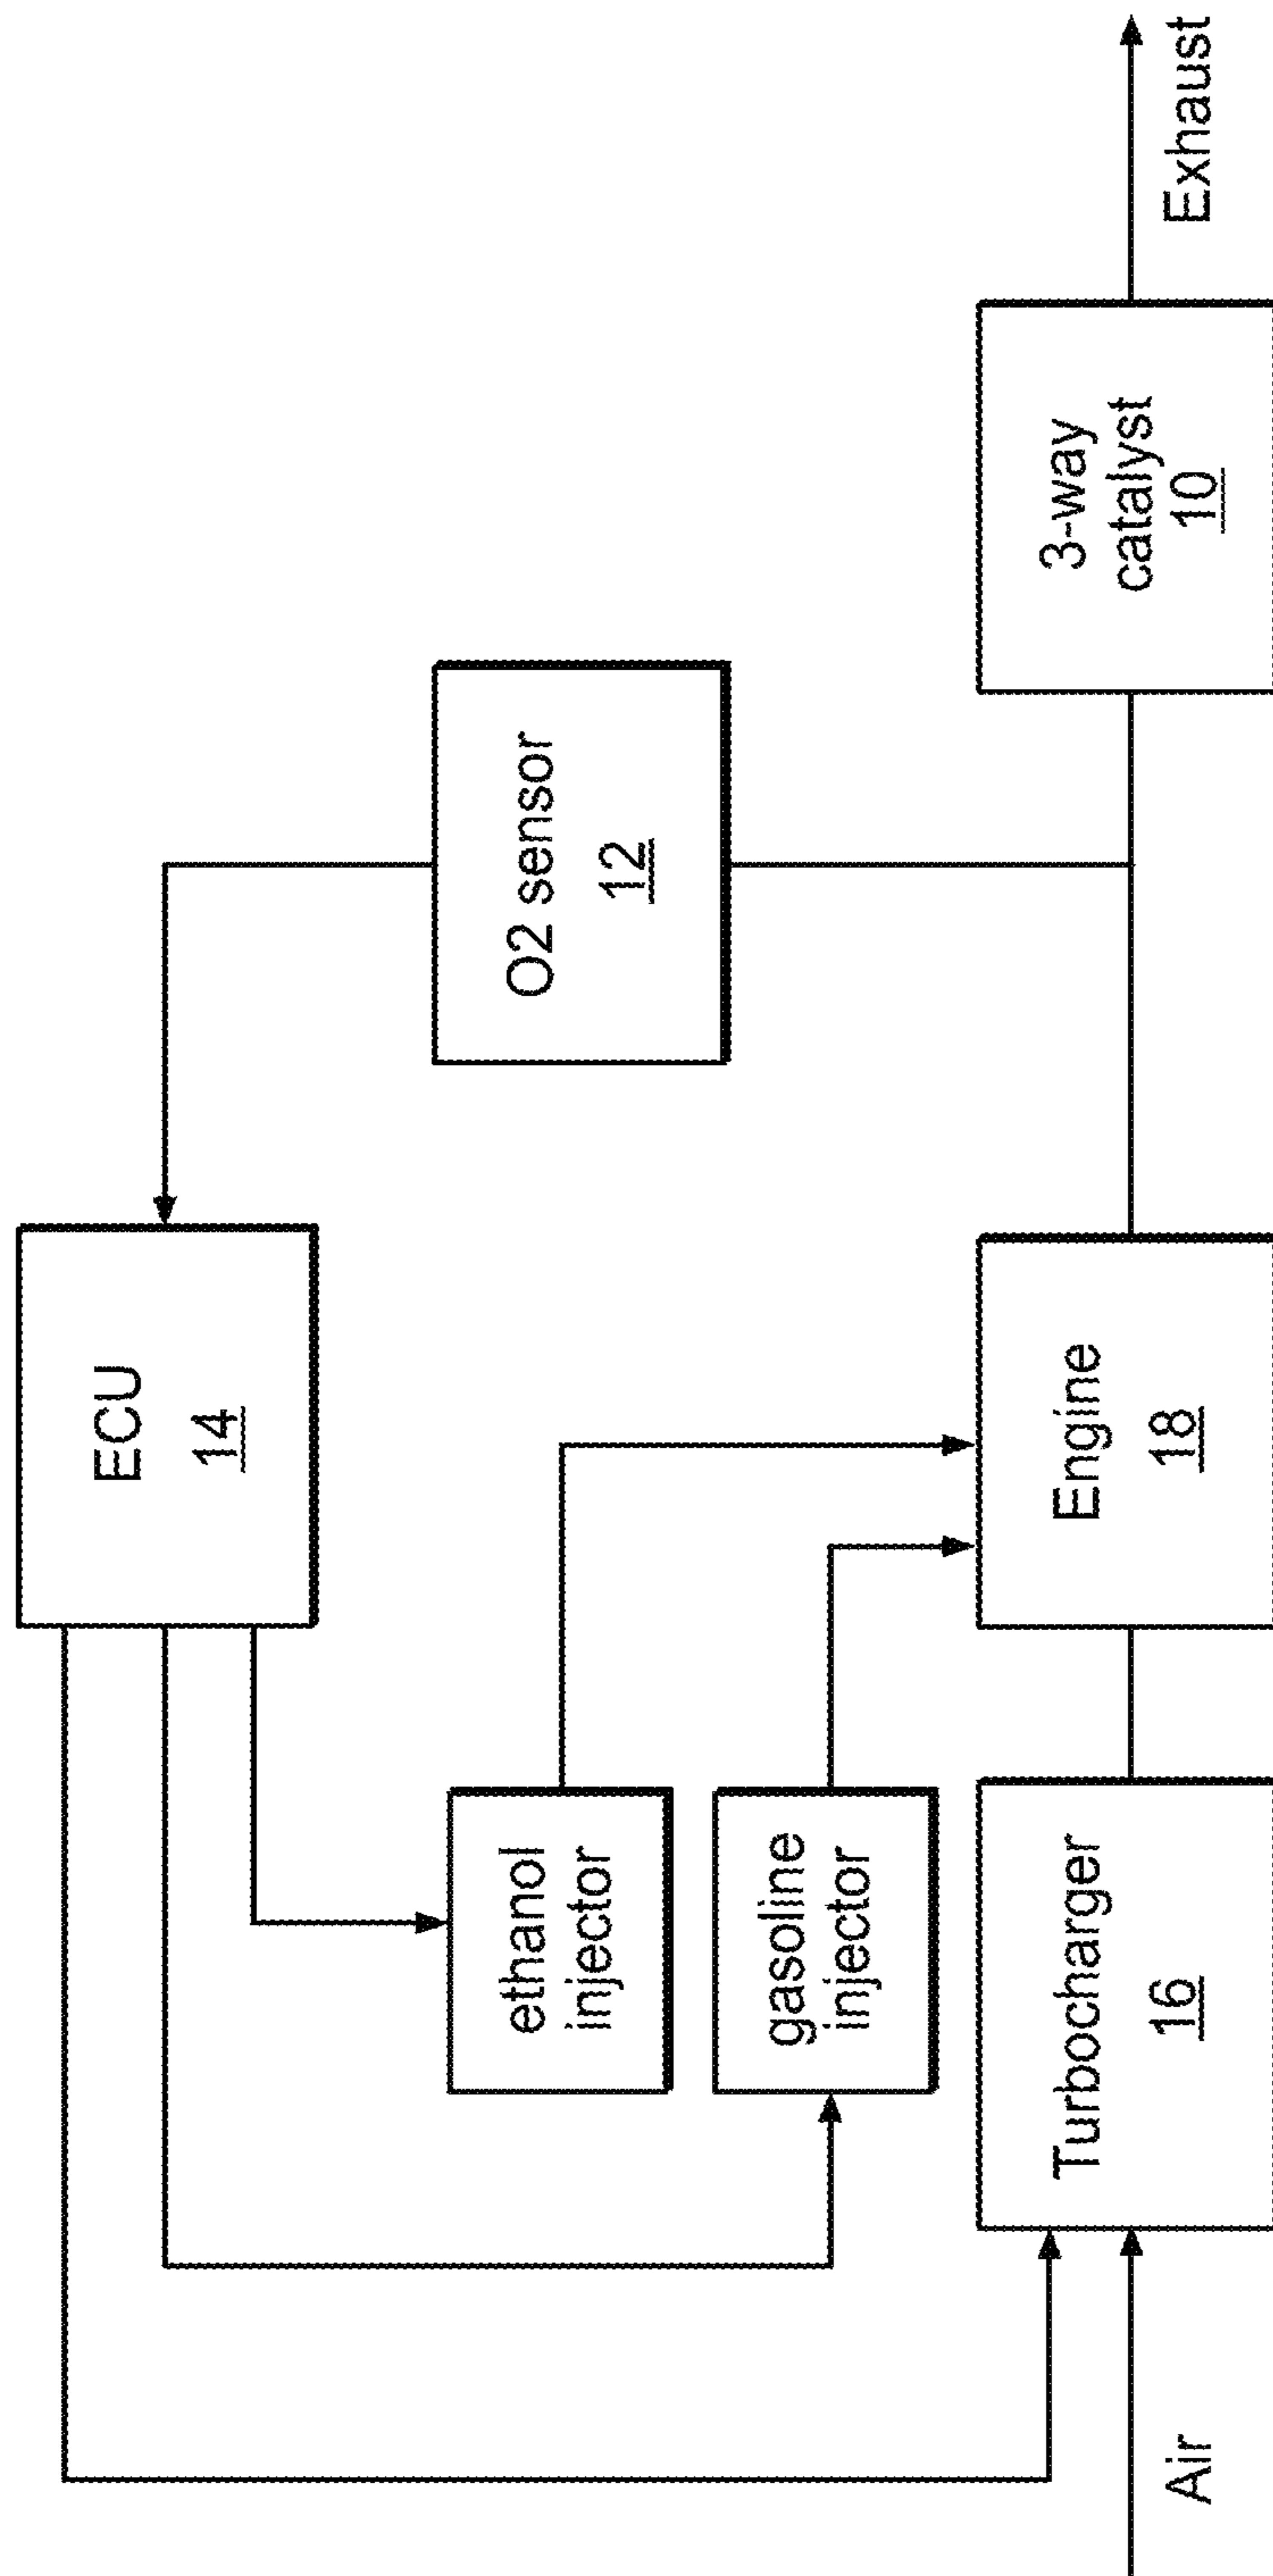 ECU
14
O2 sensor
12
ethanol
injector
gasoline
injector
Air
Turbocharger
16
Engine
18
3-way
catalyst
10
Exhaust